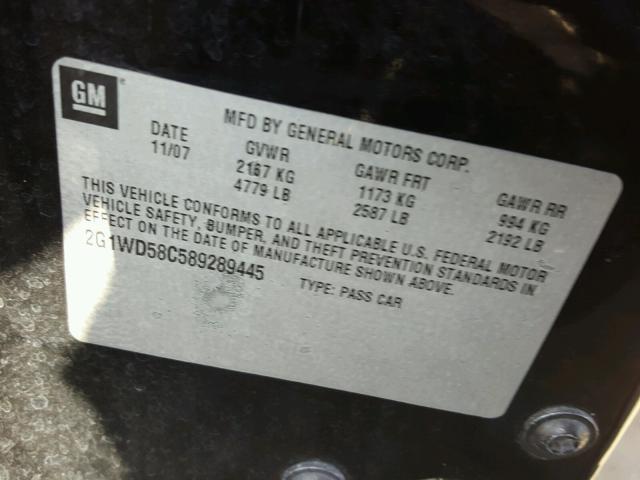 GM
MFD BY GENERAL MOTORS CORP.
DATE GVWR GAWR FRT GAWR RR
11/07 2167 KG 1173 KG 994 KG
4779 LB 2587 LB 2192 LB
THIS VEHICLE CONFORMS TO ALL APPLICABLE U.S. FEDERAL MOTOR
VEHICLE SAFETY, BUMPER, AND THEFT PREVENTION STANDARDS IN
EFFECT ON THE DATE OF MANUFACTURE SHOWN ABOVE.
2G1WD58C589289445 TYPE: PASS CAR